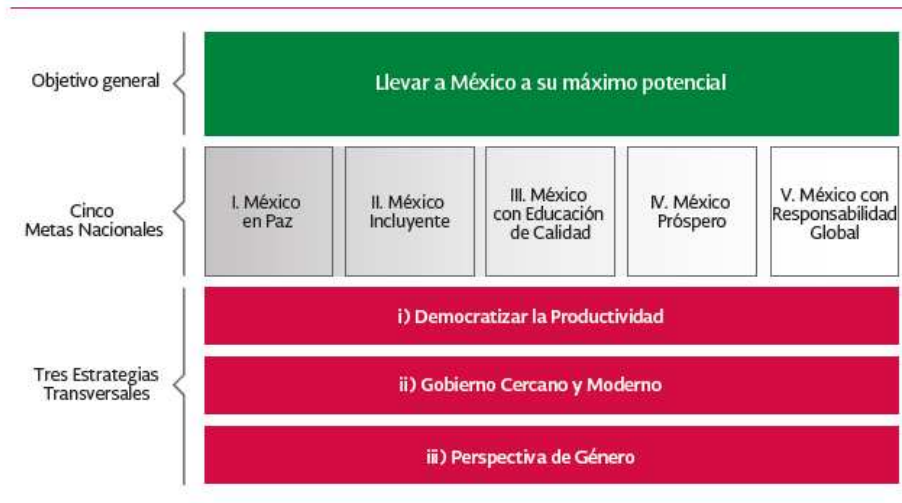 Objetivo general
Llevar a México a su máximo potencial
Cinco
Metas Nacionales
I. México
en Paz
II. México
Incluyente
III. México
con Educación
de Calidad
IV. México
Próspero
V. México con
Responsabilidad
Global
Tres Estrategias
Transversales
i) Democratizar la Productividad
ii) Gobierno Cercano y Moderno
iii) Perspectiva de Género